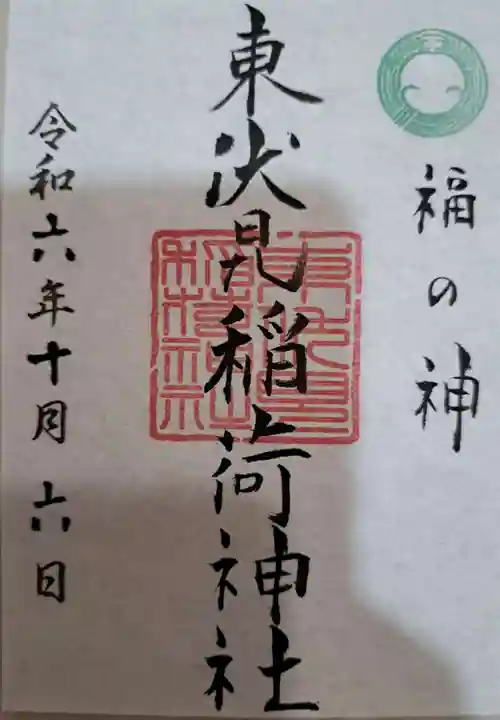 福の神
東伏見稲荷神社
令和六年十月六日